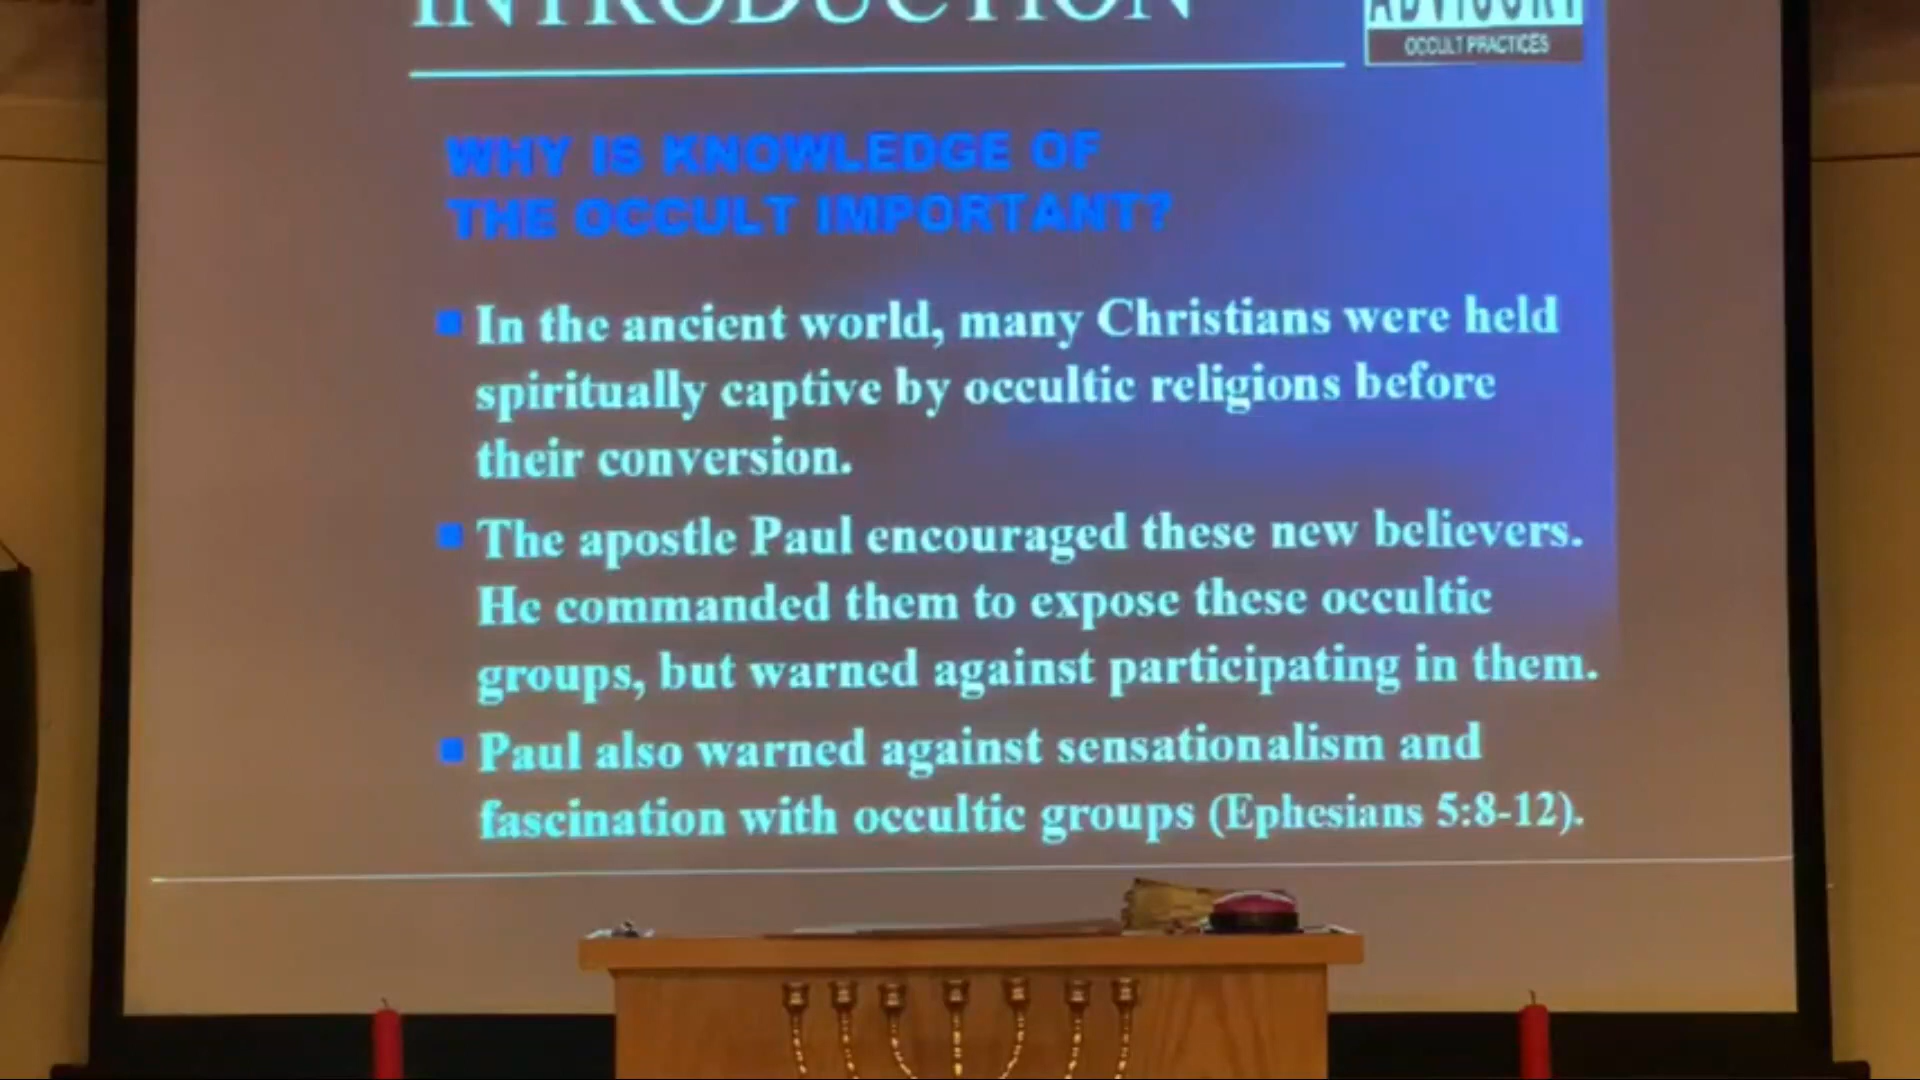 INTRODUCTION
ADVISORY
OCCULT PRACTICES
WHY IS KNOWLEDGE OF
THE OCCULT IMPORTANT?
In the ancient world, many Christians were held
spiritually captive by occultic religions before
their conversion.
The apostle Paul encouraged these new believers.
He commanded them to expose these occultic
groups, but warned against participating in them.
Paul also warned against sensationalism and
fascination with occultic groups (Ephesians 5:8-12).